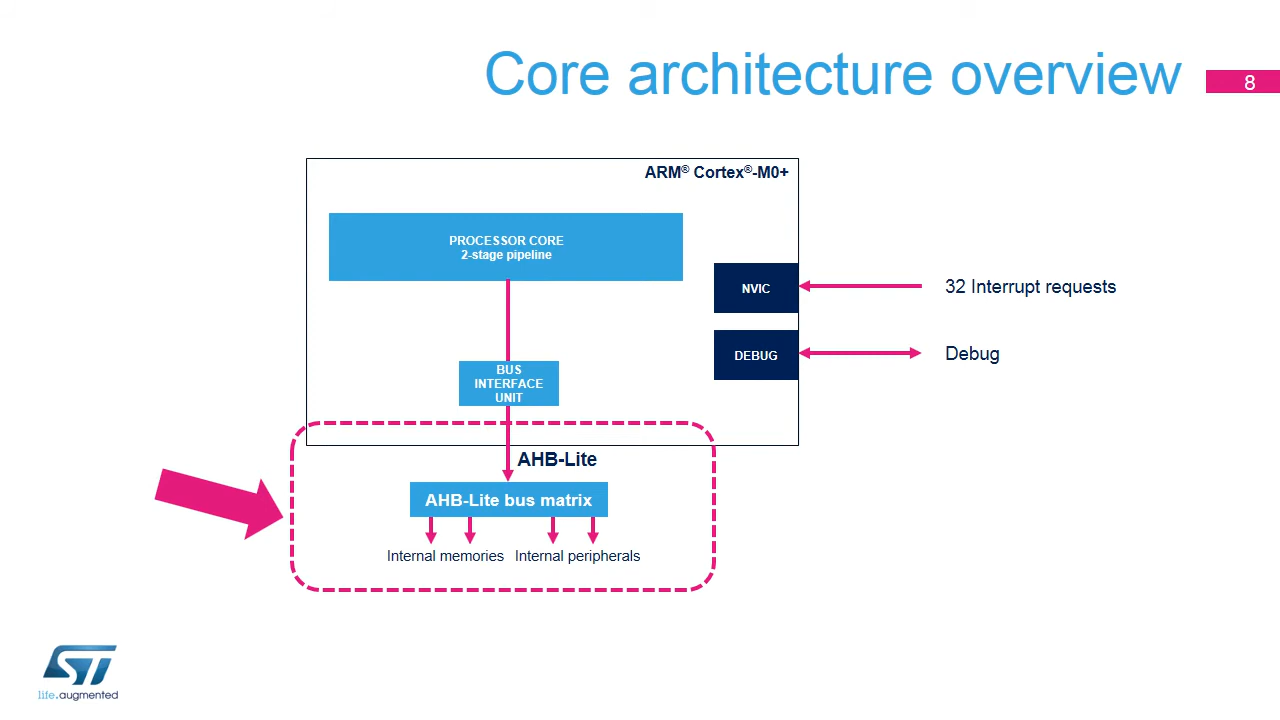 Core architecture overview
8
ARM® Cortex®-M0+
PROCESSOR CORE
2-stage pipeline
NVIC
32 Interrupt requests
DEBUG
Debug
BUS
INTERFACE
UNIT
AHB-Lite
AHB-Lite bus matrix
Internal memories
Internal peripherals
ST
life.augmented